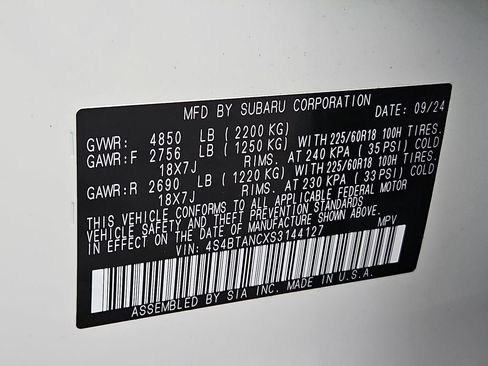 MFD BY SUBARU CORPORATION DATE: 09/24
GVWR: 4850 LB (2200 KG)
GAWR:F 2756 LB (1250 KG) WITH 225/60R18 100H TIRES.
18X7J RIMS. AT 240 KPA (35 PSI) COLD
GAWR:R 2690 LB (1220 KG) WITH 225/60R18 100H TIRES.
18X7J RIMS. AT 230 KPA (33 PSI) COLD
THIS VEHICLE CONFORMS TO ALL APPLICABLE FEDERAL MOTOR
VEHICLE SAFETY AND THEFT PREVENTION STANDARDS
IN EFFECT ON THE DATE OF MANUFACTURE SHOWN ABOVE.
VIN: 4S4BTANCXS3144127 MPV
ASSEMBLED BY SIA INC. MADE IN U.S.A.